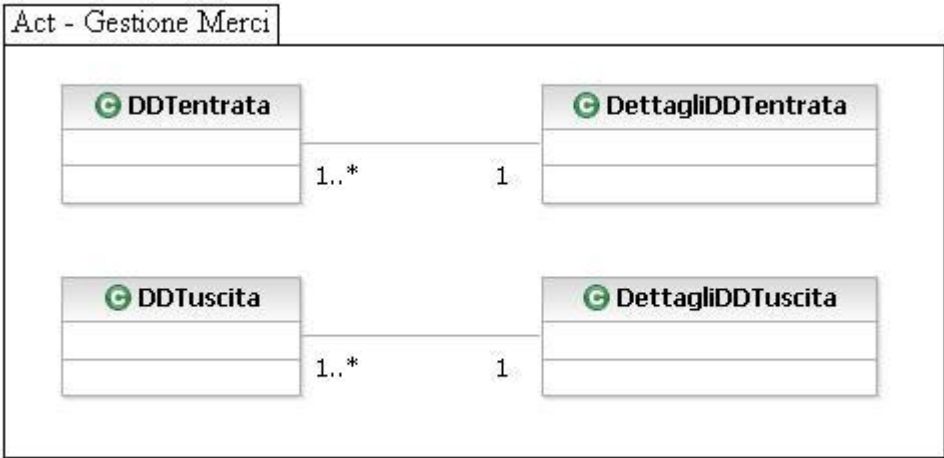 Act - Gestione Merci
C DDTentrata
C DettagliDDTentrata
1..* 1
C DDTuscita
C DettagliDDTuscita
1..* 1